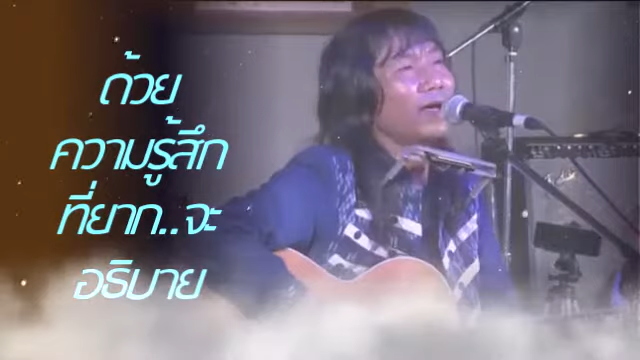 ด้วย
ความรู้สึก
ที่ยาก..จะ
อธิบาย